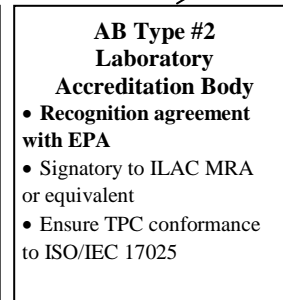 AB Type #2
Laboratory
Accreditation Body
• Recognition agreement
with EPA
• Signatory to ILAC MRA
or equivalent
• Ensure TPC conformance
to ISO/IEC 17025